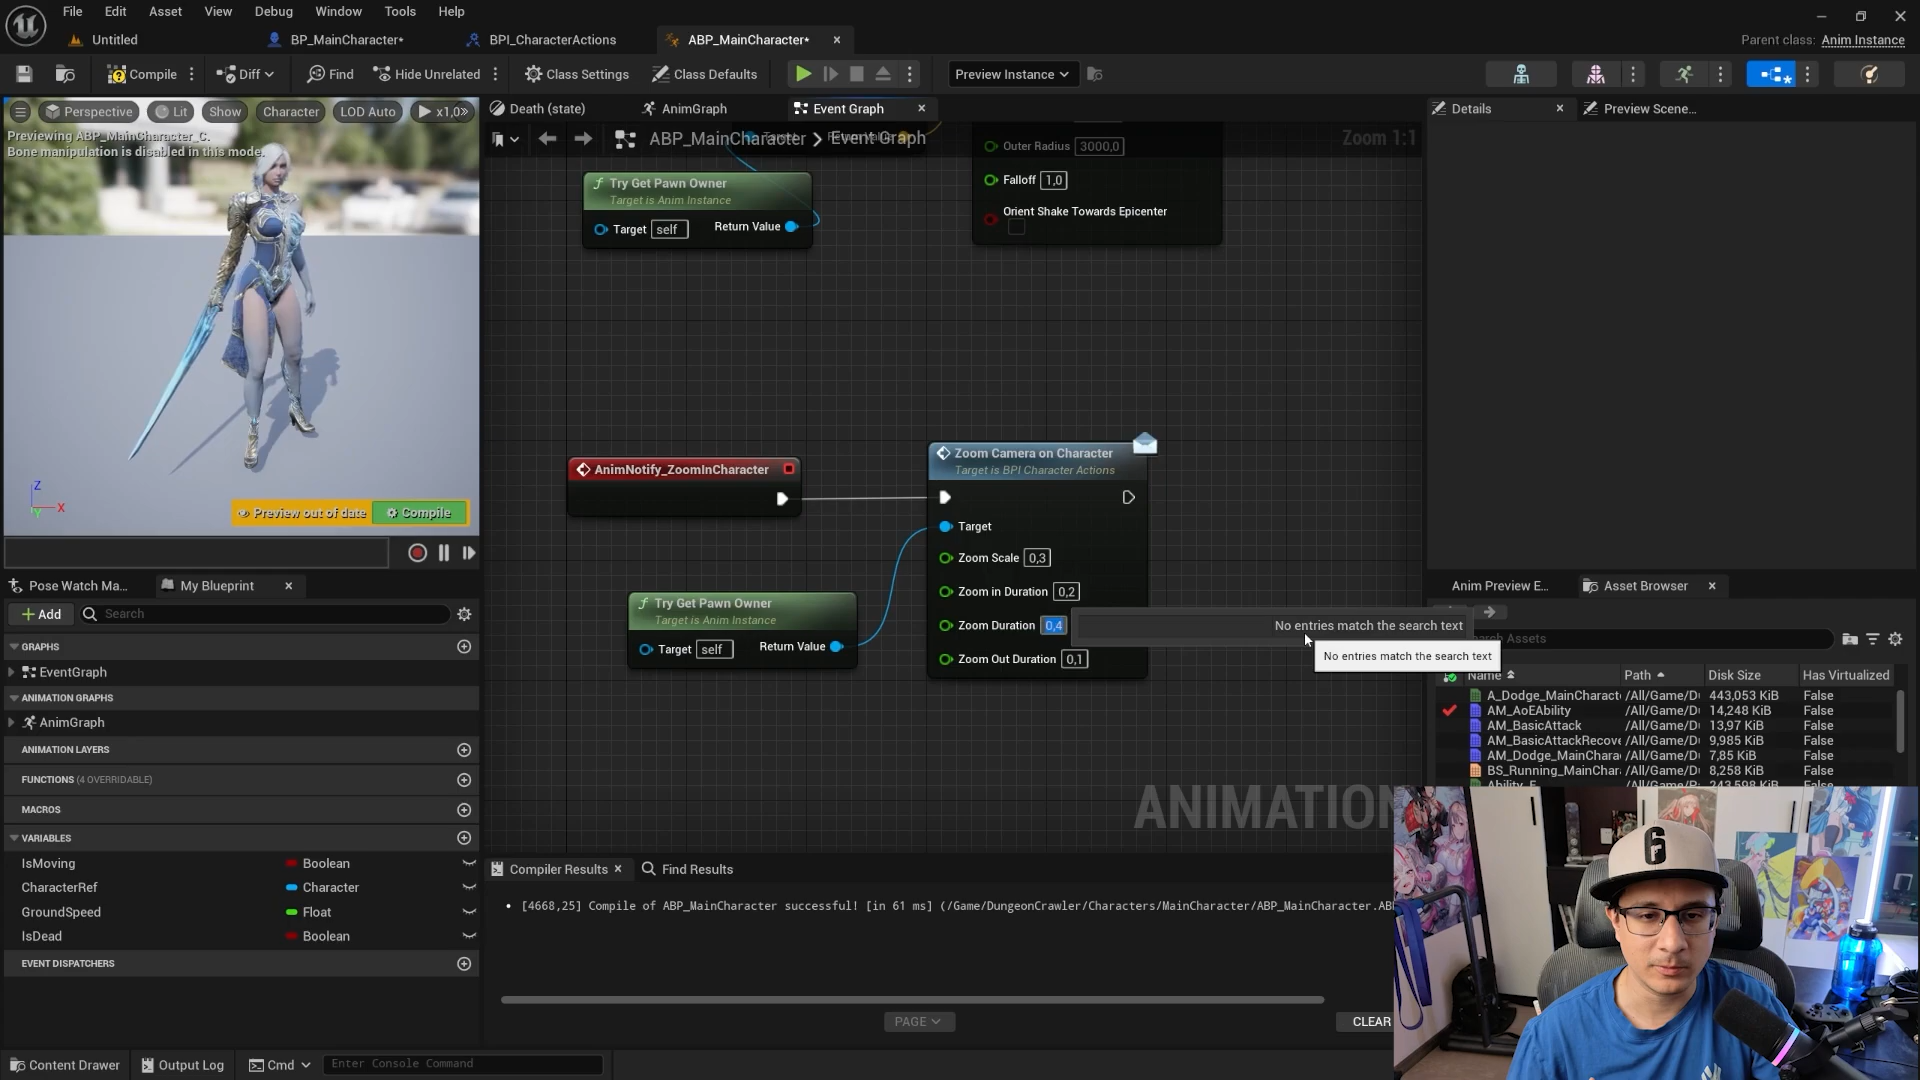 File Edit Asset View Debug Window Tools Help
Untitled
BP_MainCharacter*
BPI_CharacterActions
ABP_MainCharacter*
Parent class: Anim Instance
Compile
Diff
Find
Hide Unrelated
Class Settings
Class Defaults
Preview Instance
Perspective
Lit
Show
Character
LOD Auto
x1,0
Previewing ABP_MainCharacter_C.
Bone manipulation is disabled in this mode.
Z
X
Y
Preview out of date
Compile
Death (state)
AnimGraph
Event Graph
ABP_MainCharacter > Event Graph
Zoom 1:1
Try Get Pawn Owner
Target is Anim Instance
Target self
Return Value
Outer Radius 3000,0
Falloff 1,0
Orient Shake Towards Epicenter
AnimNotify_ZoomInCharacter
Zoom Camera on Character
Target is BPI Character Actions
Target
Zoom Scale 0,3
Zoom in Duration 0,2
Zoom Duration 0,4
Zoom Out Duration 0,1
Try Get Pawn Owner
Target is Anim Instance
Target self
Return Value
No entries match the search text
No entries match the search text
ANIMATION
Pose Watch Ma...
My Blueprint
Add
Search
GRAPHS
EventGraph
ANIMATION GRAPHS
AnimGraph
ANIMATION LAYERS
FUNCTIONS (4 OVERRIDABLE)
MACROS
VARIABLES
IsMoving Boolean
CharacterRef Character
GroundSpeed Float
IsDead Boolean
EVENT DISPATCHERS
Compiler Results
Find Results
[4668,25] Compile of ABP_MainCharacter successful! [in 61 ms] (/Game/DungeonCrawler/Characters/MainCharacter/ABP_MainCharacter.AB
PAGE
CLEAR
Details
Preview Scene...
Anim Preview E...
Asset Browser
Assets
Name Path Disk Size Has Virtualized
A_Dodge_MainCharact /All/Game/D 443,053 KiB False
AM_AoEAbility /All/Game/D 14,248 KiB False
AM_BasicAttack /All/Game/D 13,97 KiB False
AM_BasicAttackRecove /All/Game/D 9,985 KiB False
AM_Dodge_MainChara /All/Game/D 7,85 KiB False
BS_Running_MainChar /All/Game/D 8,258 KiB False
6
Content Drawer
Output Log
Cmd
Enter Console Command